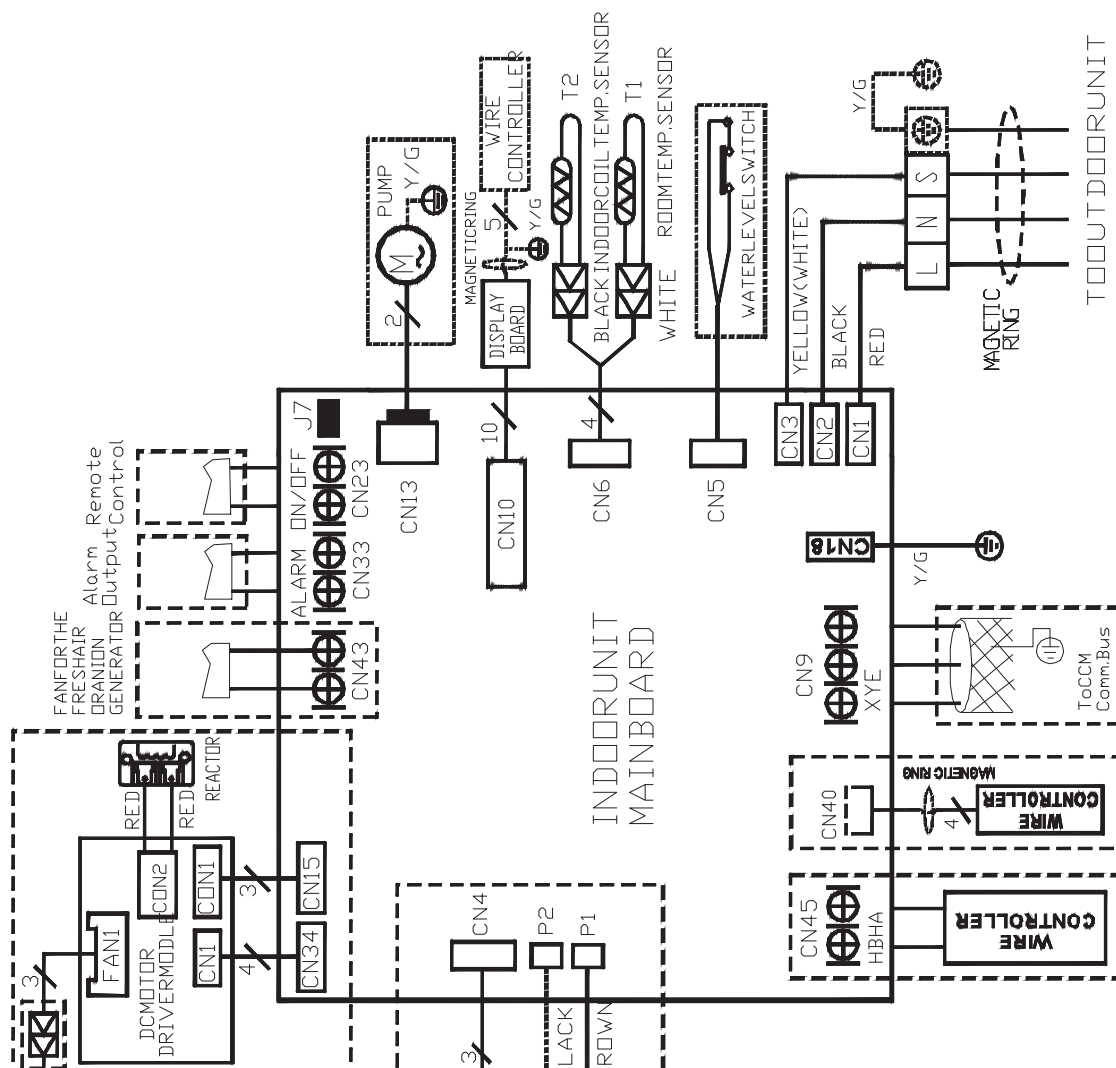 FANFORTHE
FRESHAIR
ORANION
GENERATOR
Alarm
Output
Remote
Control
ALARM
ON/OFF
J7
CN43
CN33
CN23
PUMP
Y/G
M
2
CN13
WIRE
CONTROLLER
MAGNETICRING
5
Y/G
DISPLAY
BOARD
10
CN10
T2
BLACKINDOORCOILTEMP.SENSOR
T1
ROOMTEMP.SENSOR
WHITE
4
CN6
WATERLEVELSWITCH
CN5
YELLOW(WHITE)
BLACK
RED
CN3
CN2
CN1
L
N
S
Y/G
MAGNETIC
RING
TOOUTDOORUNIT
CN18
Y/G
CN9
XYE
ToCCM
Comm.Bus
INDOORUNIT
MAINBOARD
CN40
MAGNETIC RING
4
WIRE
CONTROLLER
CN45
HBHA
WIRE
CONTROLLER
REACTOR
RED
RED
CON2
CON1
CN1
FAN1
3
DCMOTOR
DRIVERMODLE
3
4
CN15
CN34
CN4
P2
P1
3
LACK
ROWN